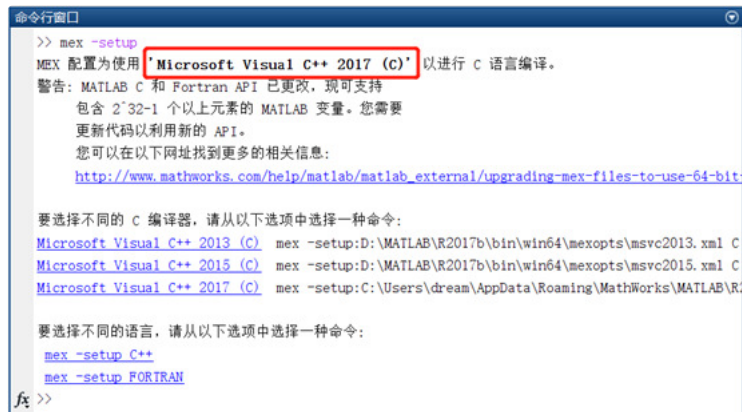 命令行窗口
>> mex -setup
MEX 配置为使用 'Microsoft Visual C++ 2017 (C)' 以进行 C 语言编译。
警告: MATLAB C 和 Fortran API 已更改，现可支持
包含 2^32-1 个以上元素的 MATLAB 变量。您需要
更新代码以利用新的 API。
您可以在以下网址找到更多的相关信息:
http://www.mathworks.com/help/matlab/matlab_external/upgrading-mex-files-to-use-64-bit-
要选择不同的 C 编译器，请从以下选项中选择一种命令:
Microsoft Visual C++ 2013 (C) mex -setup:D:\MATLAB\R2017b\bin\win64\mexopts\msvc2013.xml C
Microsoft Visual C++ 2015 (C) mex -setup:D:\MATLAB\R2017b\bin\win64\mexopts\msvc2015.xml C
Microsoft Visual C++ 2017 (C) mex -setup:C:\Users\dream\AppData\Roaming\MathWorks\MATLAB\R2
要选择不同的语言，请从以下选项中选择一种命令:
mex -setup C++
mex -setup FORTRAN
fx >>